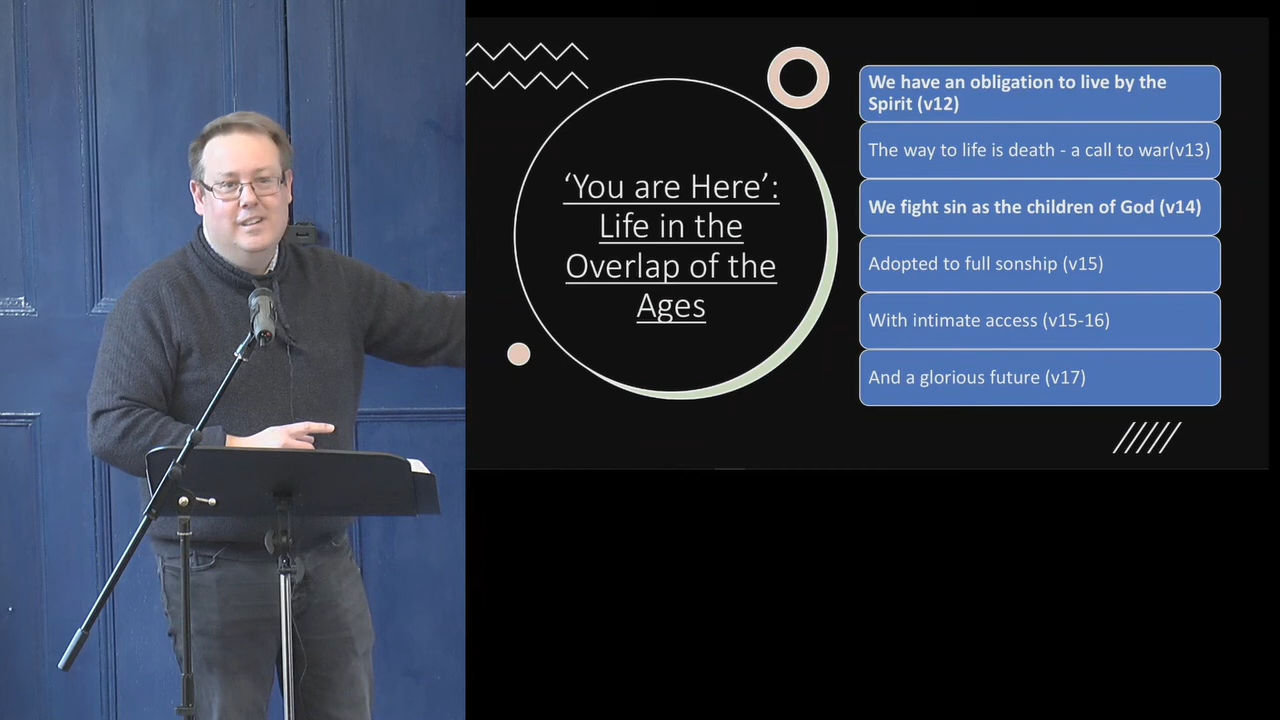 ‘You are Here’:
Life in the
Overlap of the
Ages
We have an obligation to live by the
Spirit (v12)
The way to life is death - a call to war(v13)
We fight sin as the children of God (v14)
Adopted to full sonship (v15)
With intimate access (v15-16)
And a glorious future (v17)